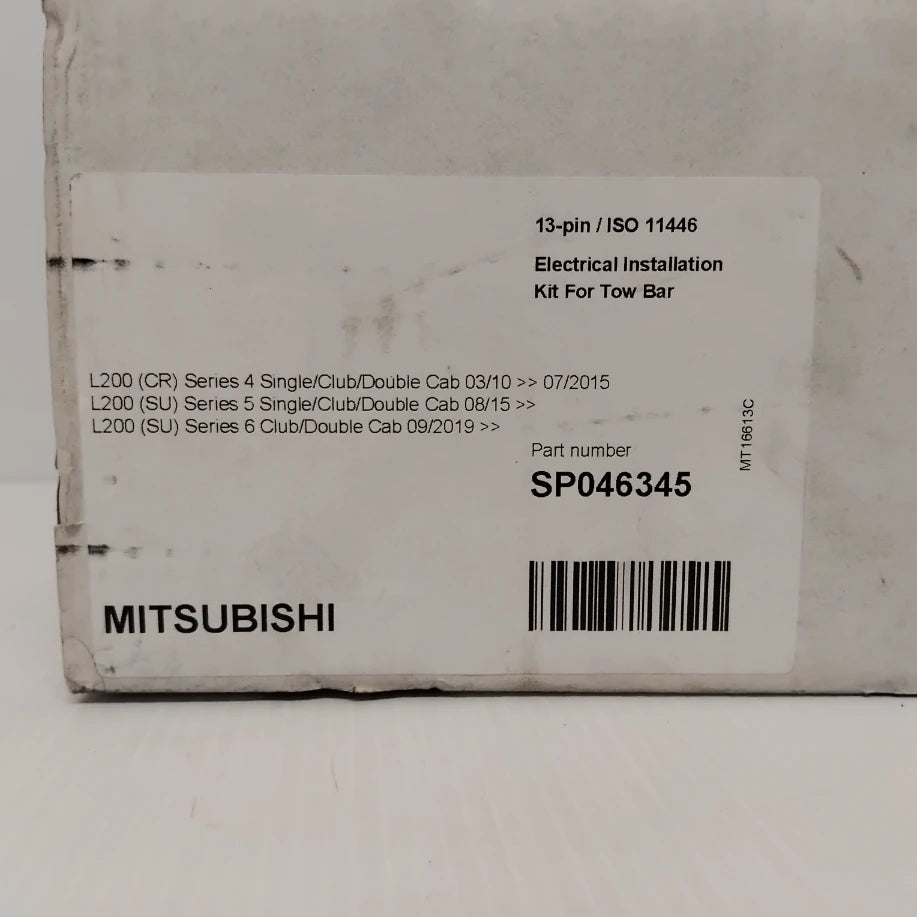 13-pin / ISO 11446
Electrical Installation
Kit For Tow Bar
L200 (CR) Series 4 Single/Club/Double Cab 03/10 >> 07/2015
L200 (SU) Series 5 Single/Club/Double Cab 08/15 >>
L200 (SU) Series 6 Club/Double Cab 09/2019 >>
Part number
SP046345
MT16613C
MITSUBISHI